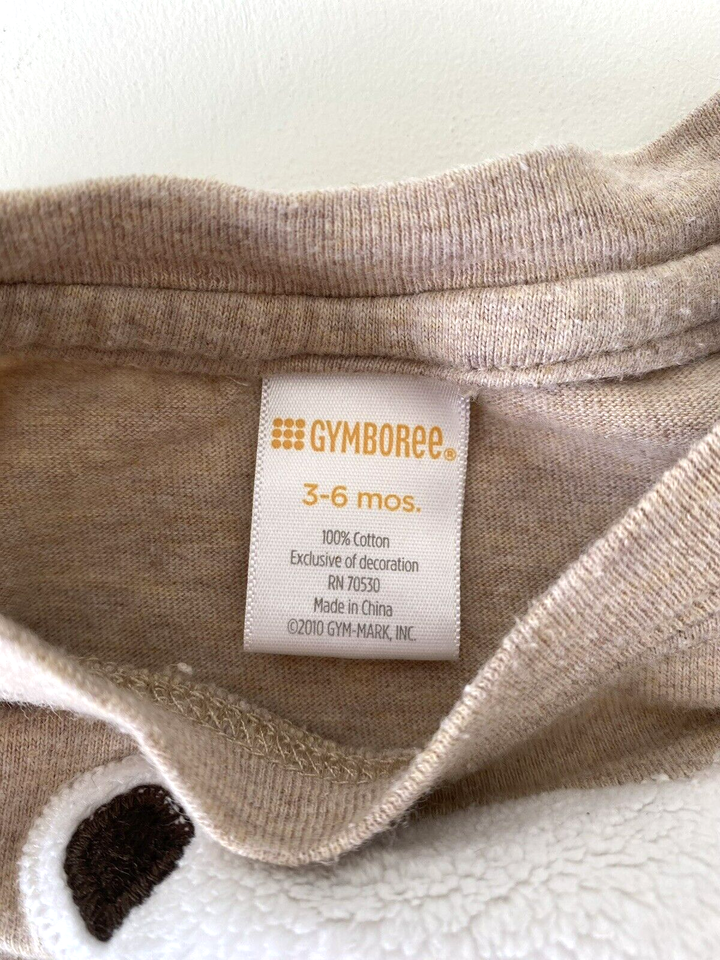 GYMBOREE®
3-6 mos.
100% Cotton
Exclusive of decoration
RN 70530
Made in China
©2010 GYM-MARK, INC.